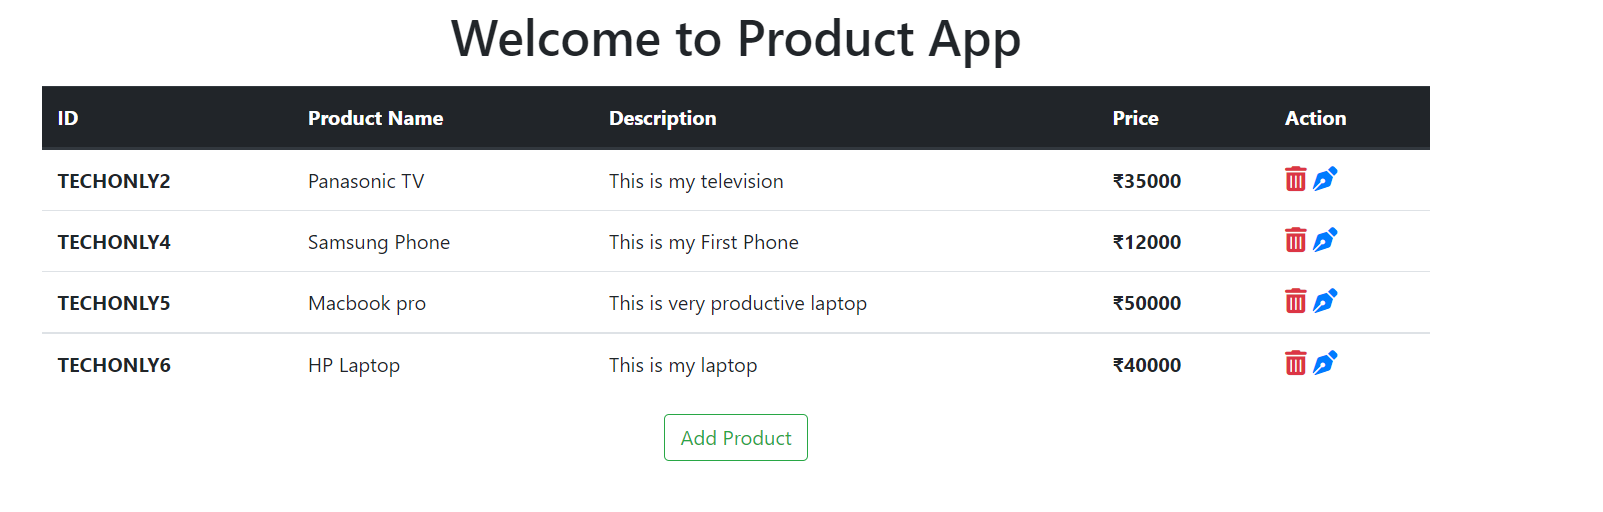 Welcome to Product App
ID Product Name Description Price Action
TECHONLY2 Panasonic TV This is my television ₹35000
TECHONLY4 Samsung Phone This is my First Phone ₹12000
TECHONLY5 Macbook pro This is very productive laptop ₹50000
TECHONLY6 HP Laptop This is my laptop ₹40000
Add Product